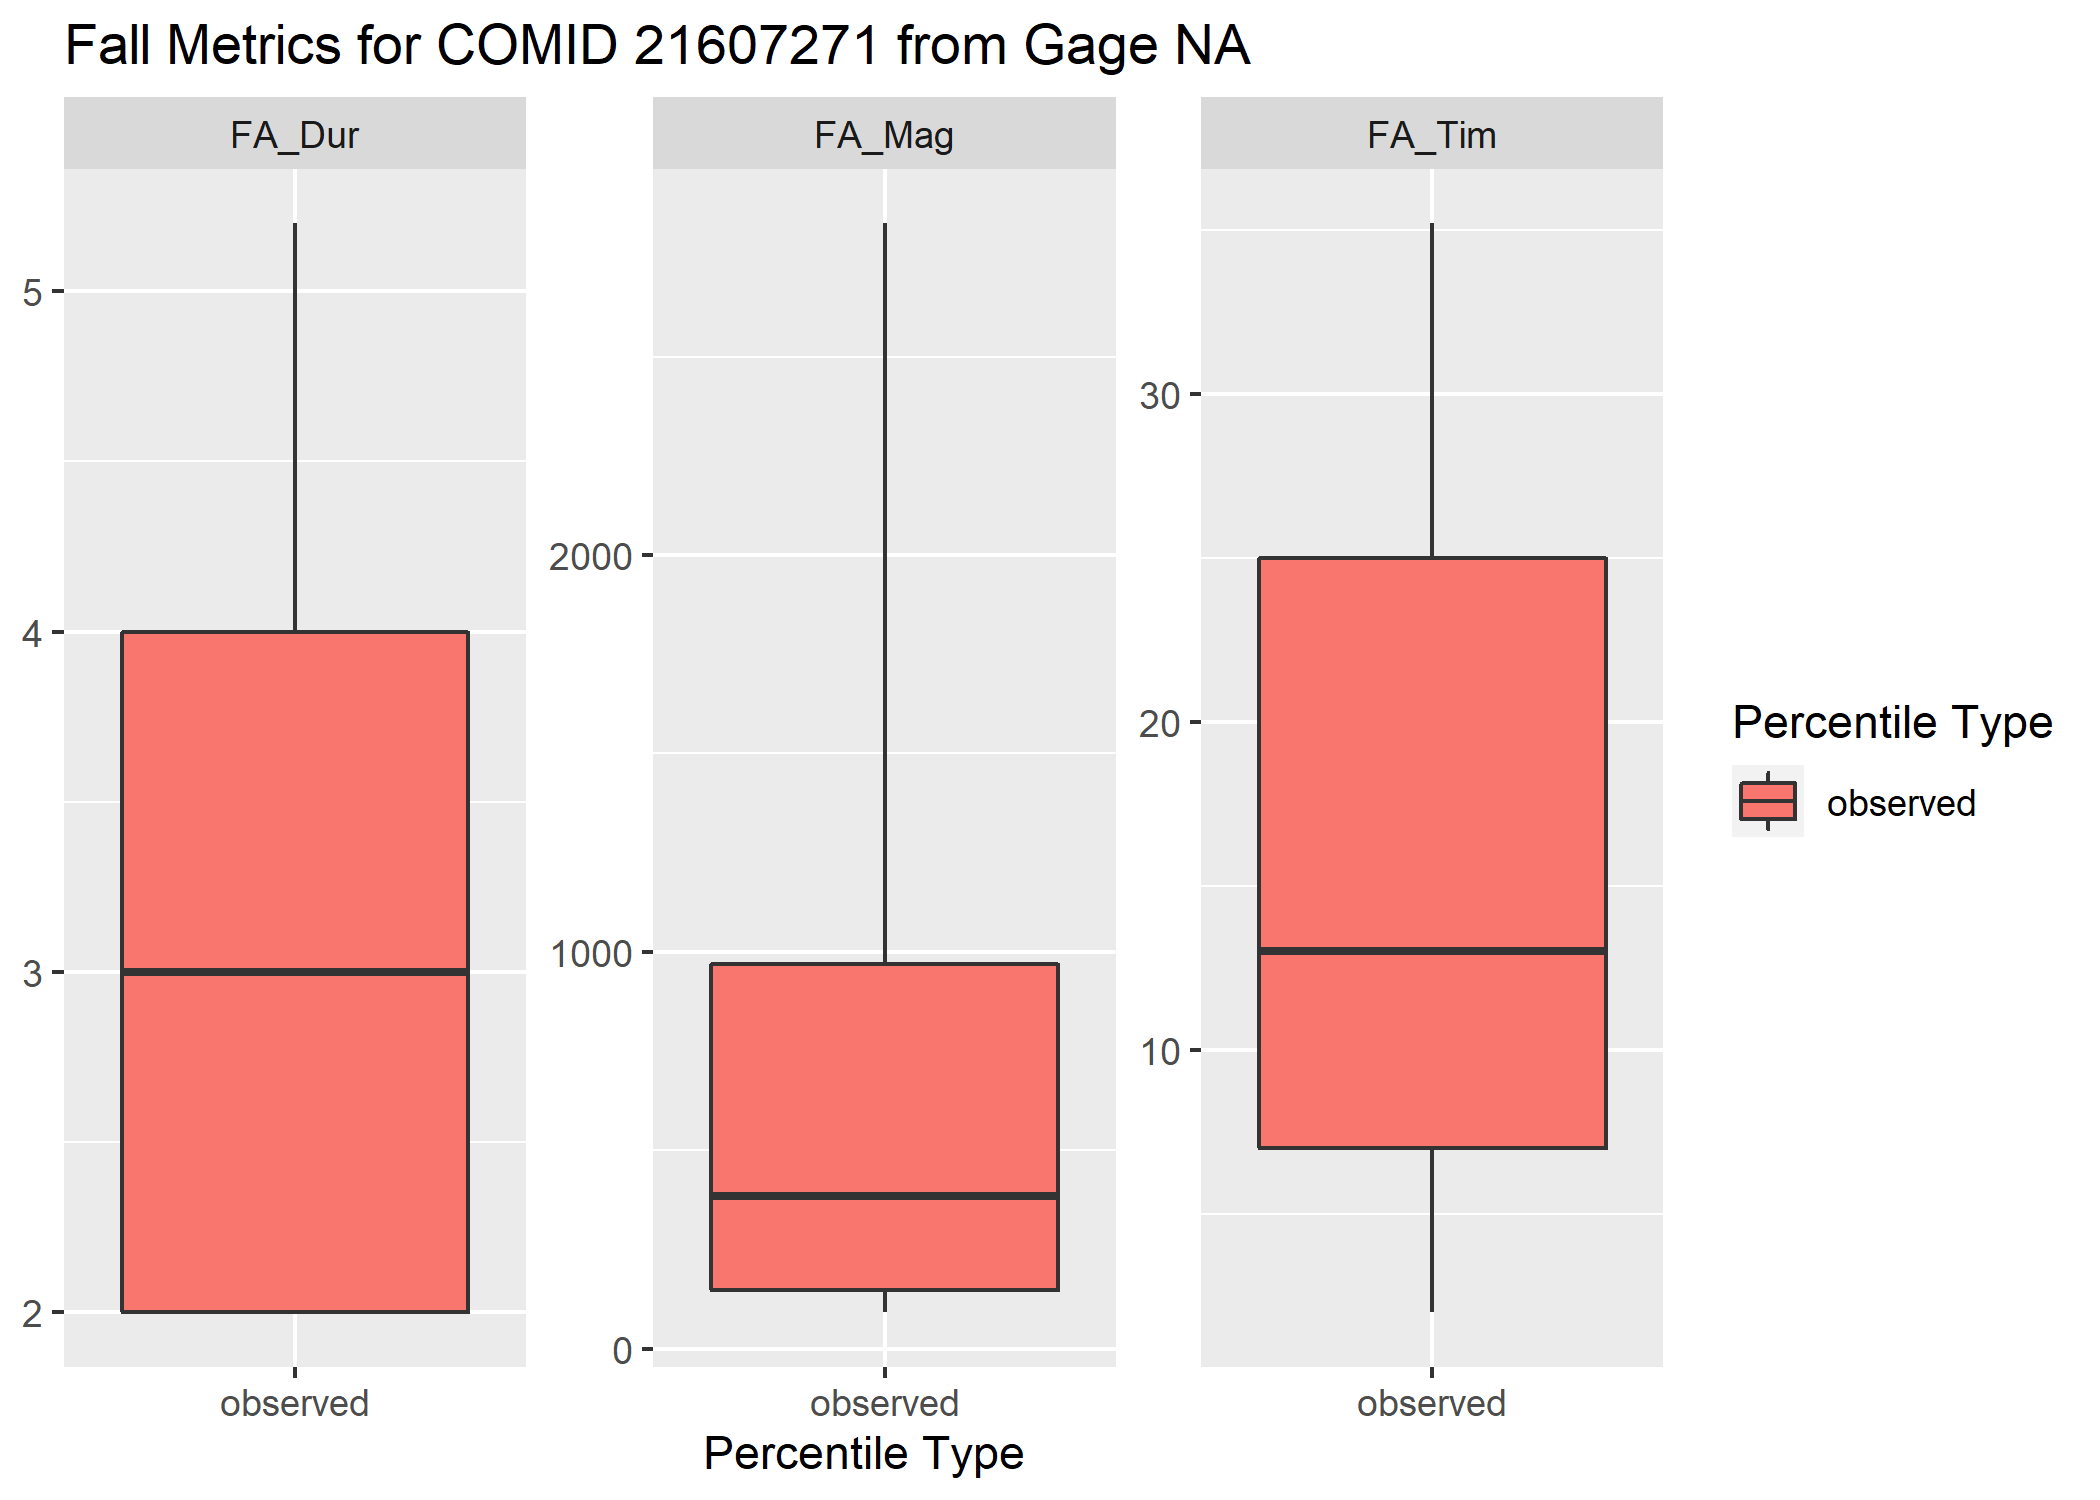 Fall Metrics for COMID 21607271 from Gage NA
FA_Dur
FA_Mag
FA_Tim
5
4
3
2
2000
1000
0
30
20
10
observed
observed
observed
Percentile Type
Percentile Type
observed